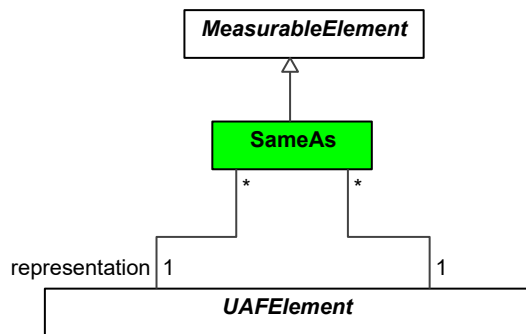 MeasurableElement
SameAs
* *
representation 1 1
UAFElement